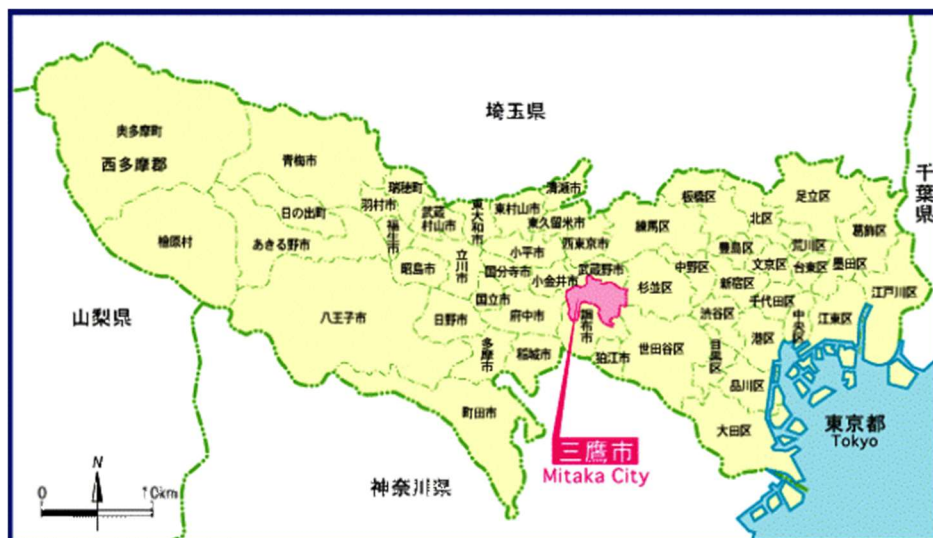 埼玉県
千葉県
山梨県
神奈川県
東京都
Tokyo
奥多摩町
西多摩郡
青梅市
瑞穂町
清瀬市
板橋区
足立区
日の出町
羽村市
福生市
武蔵
村山市
東大和市
東村山市
東久留米市
練馬区
北区
葛飾区
檜原村
あきる野市
昭島市
立川市
小平市
西東京市
豊島区
荒川区
国分寺市
小金井市
武蔵野市
中野区
文京区
台東区
墨田区
八王子市
日野市
国立市
府中市
調布市
杉並区
新宿区
千代田区
江戸川区
渋谷区
中央区
江東区
多摩市
稲城市
狛江市
世田谷区
目黒区
港区
品川区
町田市
大田区
三鷹市
Mitaka City
N
0
10km